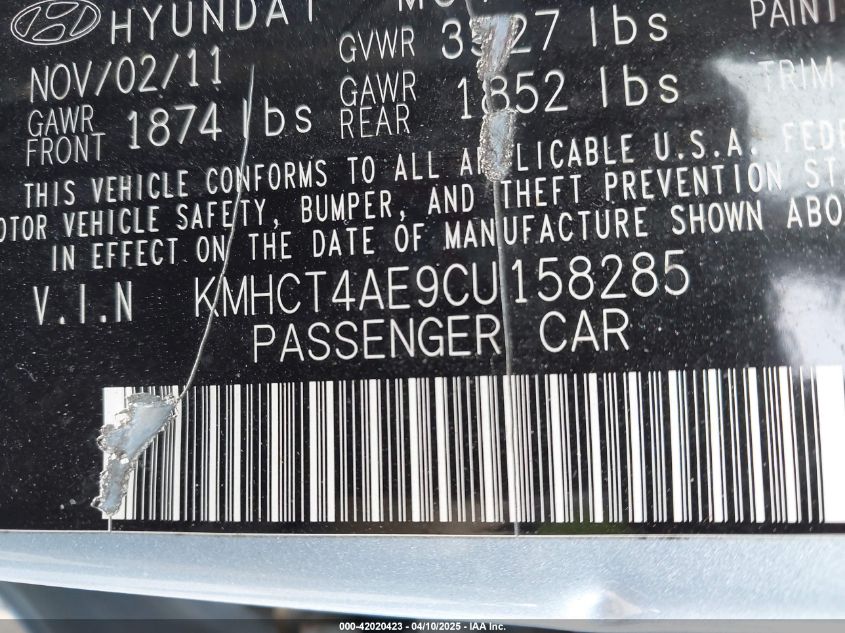 HYUNDAI
PAINT
NOV/02/11
GVWR 3527 lbs
GAWR FRONT 1874 lbs
GAWR REAR 1852 lbs
TRIM
THIS VEHICLE CONFORMS TO ALL APPLICABLE U.S.A. FEDE
OTOR VEHICLE SAFETY, BUMPER, AND THEFT PREVENTION ST
IN EFFECT ON THE DATE OF MANUFACTURE SHOWN ABO
V.I.N KMHCT4AE9CU158285
PASSENGER CAR
000-42020423 - 04/10/2025 - IAA Inc.